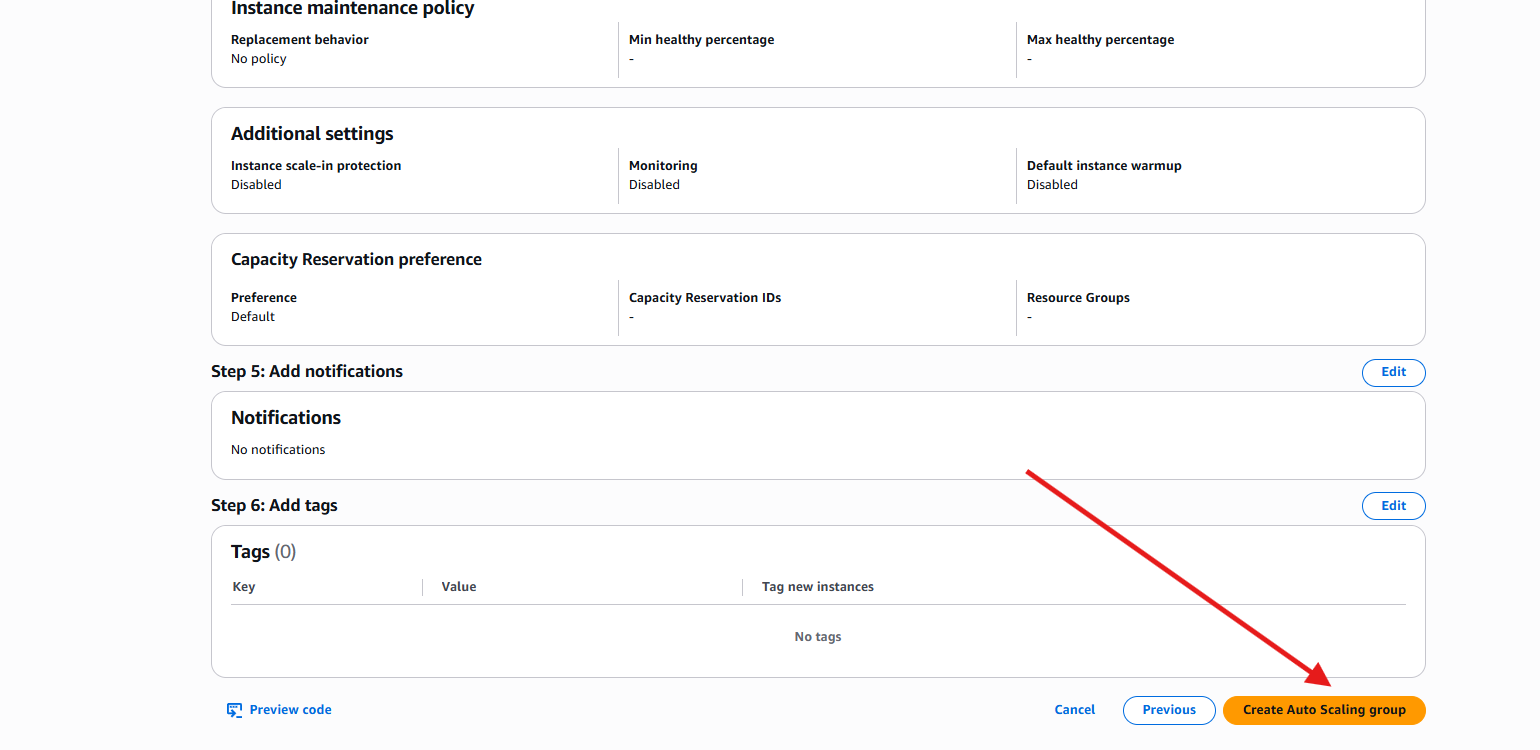 Instance maintenance policy
Replacement behavior
No policy
Min healthy percentage
-
Max healthy percentage
-
Additional settings
Instance scale-in protection
Disabled
Monitoring
Disabled
Default instance warmup
Disabled
Capacity Reservation preference
Preference
Default
Capacity Reservation IDs
-
Resource Groups
-
Step 5: Add notifications
Edit
Notifications
No notifications
Step 6: Add tags
Edit
Tags (0)
Key Value Tag new instances
No tags
Preview code Cancel Previous Create Auto Scaling group